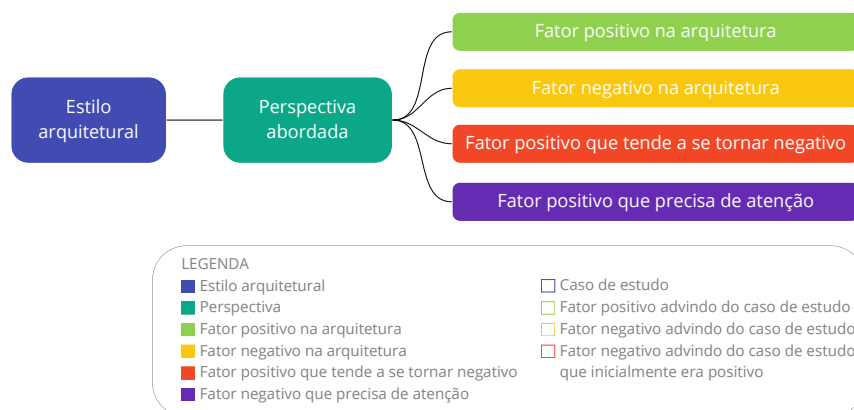 Estilo
arquitetural
Perspectiva
abordada
Fator positivo na arquitetura
Fator negativo na arquitetura
Fator positivo que tende a se tornar negativo
Fator positivo que precisa de atenção
LEGENDA
Estilo arquitetural
Perspectiva
Fator positivo na arquitetura
Fator negativo na arquitetura
Fator positivo que tende a se tornar negativo
Fator negativo que precisa de atenção
Caso de estudo
Fator positivo advindo do caso de estudo
Fator negativo advindo do caso de estudo
Fator negativo advindo do caso de estudo
que inicialmente era positivo